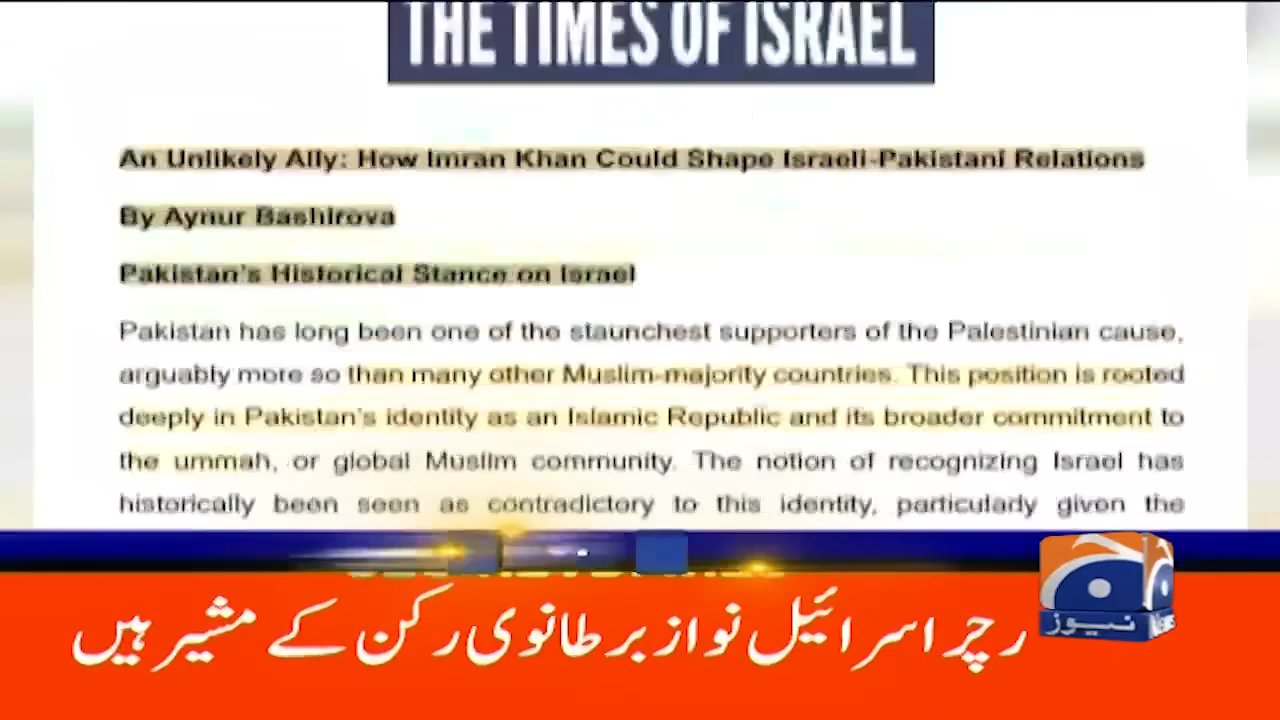 THE TIMES OF ISRAEL
An Unlikely Ally: How Imran Khan Could Shape Israeli-Pakistani Relations
By Aynur Bashirova
Pakistan's Historical Stance on Israel
Pakistan has long been one of the staunchest supporters of the Palestinian cause,
arguably more so than many other Muslim-majority countries. This position is rooted
deeply in Pakistan's identity as an Islamic Republic and its broader commitment to
the ummah, or global Muslim community. The notion of recognizing Israel has
historically been seen as contradictory to this identity, particularly given the
رچر اسرائیل نواز برطانوی رکن کے مشیر ہیں
نیوز News